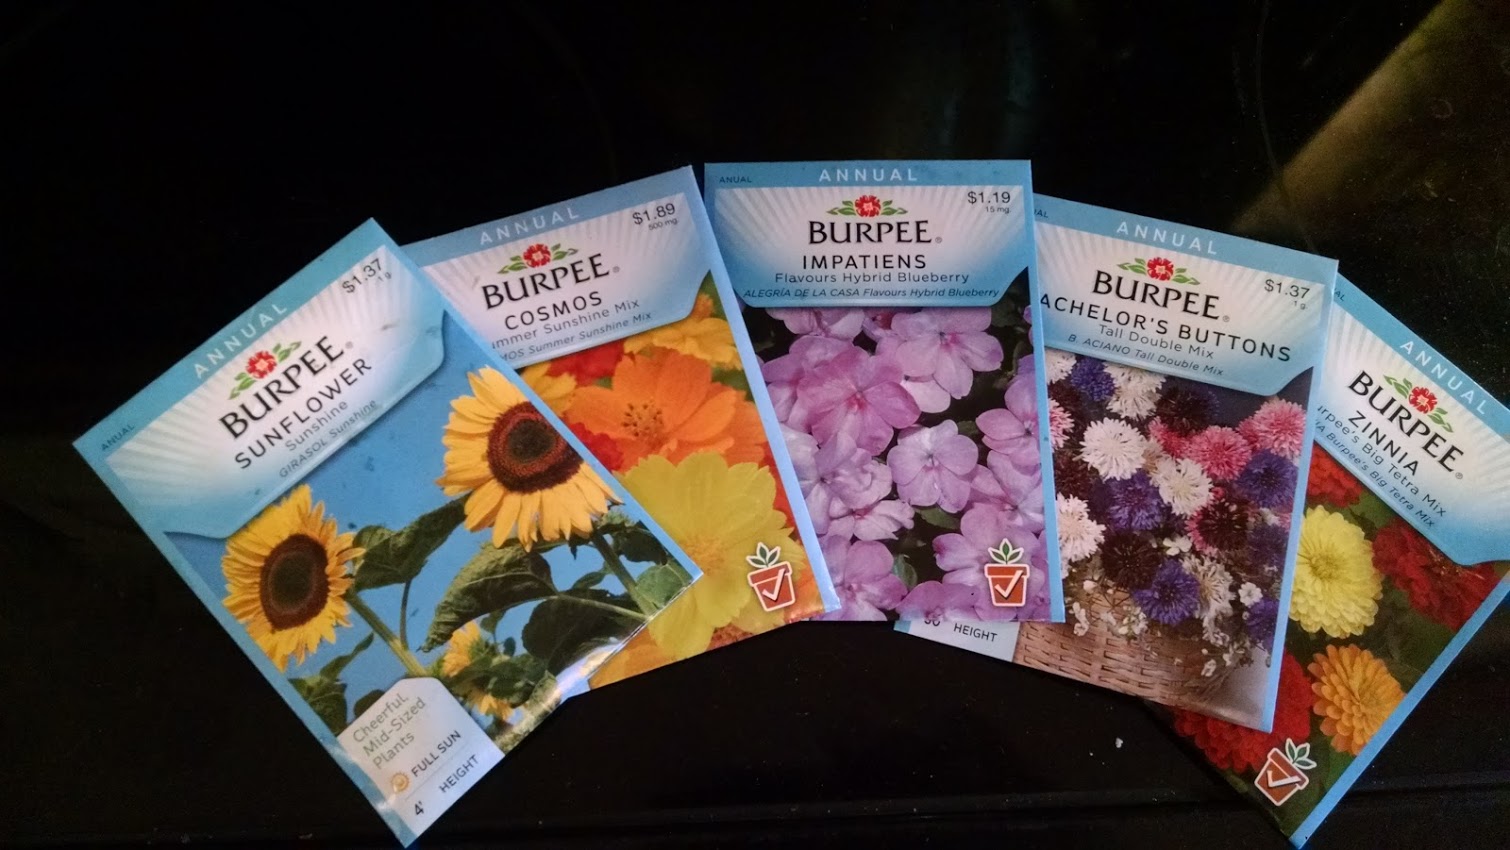 ANNUAL
ANUAL
$1.37
1 g
BURPEE®
SUNFLOWER
Sunshine
GIRASOL Sunshine
Cheerful,
Mid-Sized
Plants
FULL SUN
4' HEIGHT
ANNUAL
$1.89
500 mg.
BURPEE®
COSMOS
ummer Sunshine Mix
MOS Summer Sunshine Mix
ANUAL
ANNUAL
$1.19
15 mg.
BURPEE®
IMPATIENS
Flavours Hybrid Blueberry
ALEGRÍA DE LA CASA Flavours Hybrid Blueberry
ANNUAL
$1.37
1 g.
BURPEE®
ACHELOR'S BUTTONS
Tall Double Mix
B. ACIANO Tall Double Mix
HEIGHT
ANNUAL
BURPEE®
ZINNIA
urpee's Big Tetra Mix
IA Burpee's Big Tetra Mix